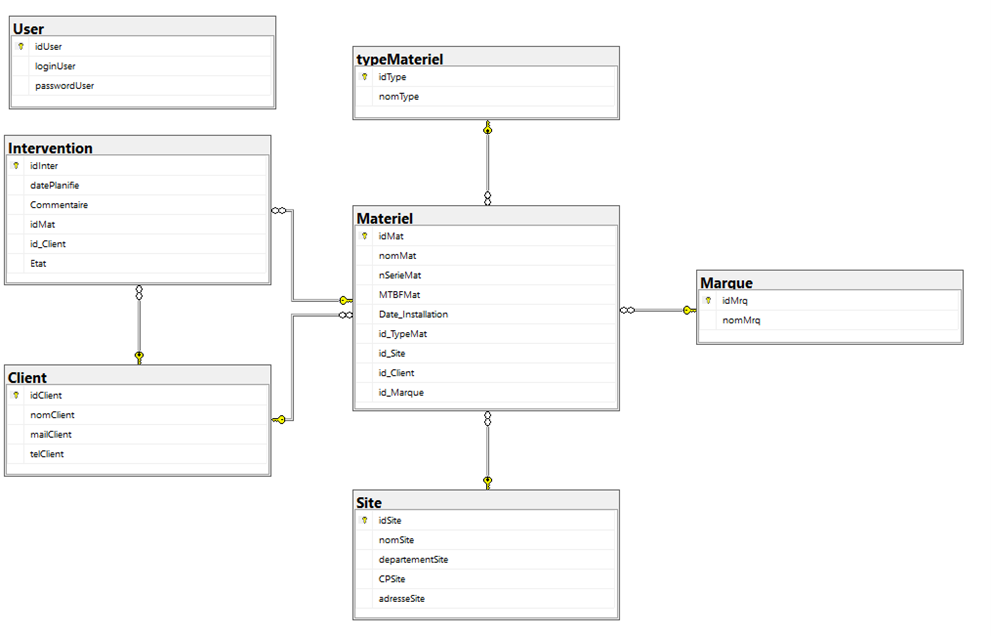 User
idUser
loginUser
passwordUser
Intervention
idInter
datePlanifie
Commentaire
idMat
id_Client
Etat
Client
idClient
nomClient
mailClient
telClient
typeMateriel
idType
nomType
Materiel
idMat
nomMat
nSerieMat
MTBFMat
Date_Installation
id_TypeMat
id_Site
id_Client
id_Marque
Site
idSite
nomSite
departementSite
CPSite
adresseSite
Marque
idMrq
nomMrq